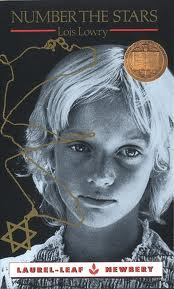 NUMBER THE STARS
Lois Lowry
LAUREL-LEAF NEWBERY